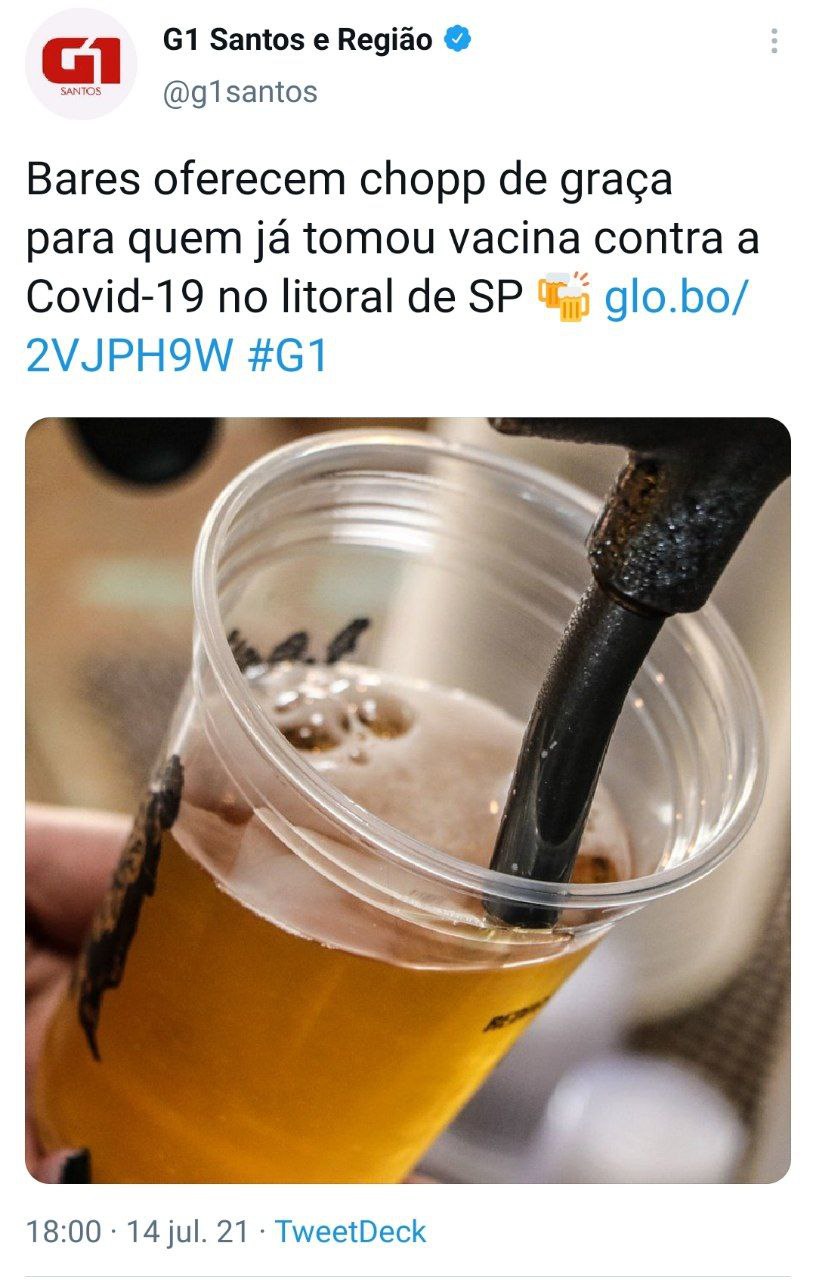 G1 Santos e Região
@g1santos
G1
SANTOS
Bares oferecem chopp de graça
para quem já tomou vacina contra a
Covid-19 no litoral de SP 🍻 glo.bo/
2VJPH9W #G1
18:00 · 14 jul. 21 · TweetDeck